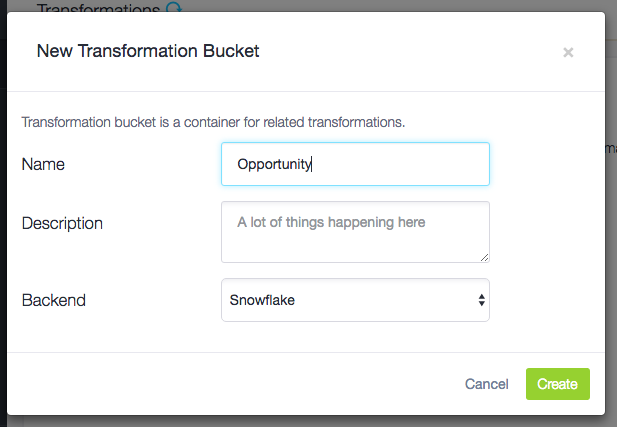 Transformations
New Transformation Bucket
×
Transformation bucket is a container for related transformations.
Name
Opportunity
Description
A lot of things happening here
Backend
Snowflake
Cancel
Create